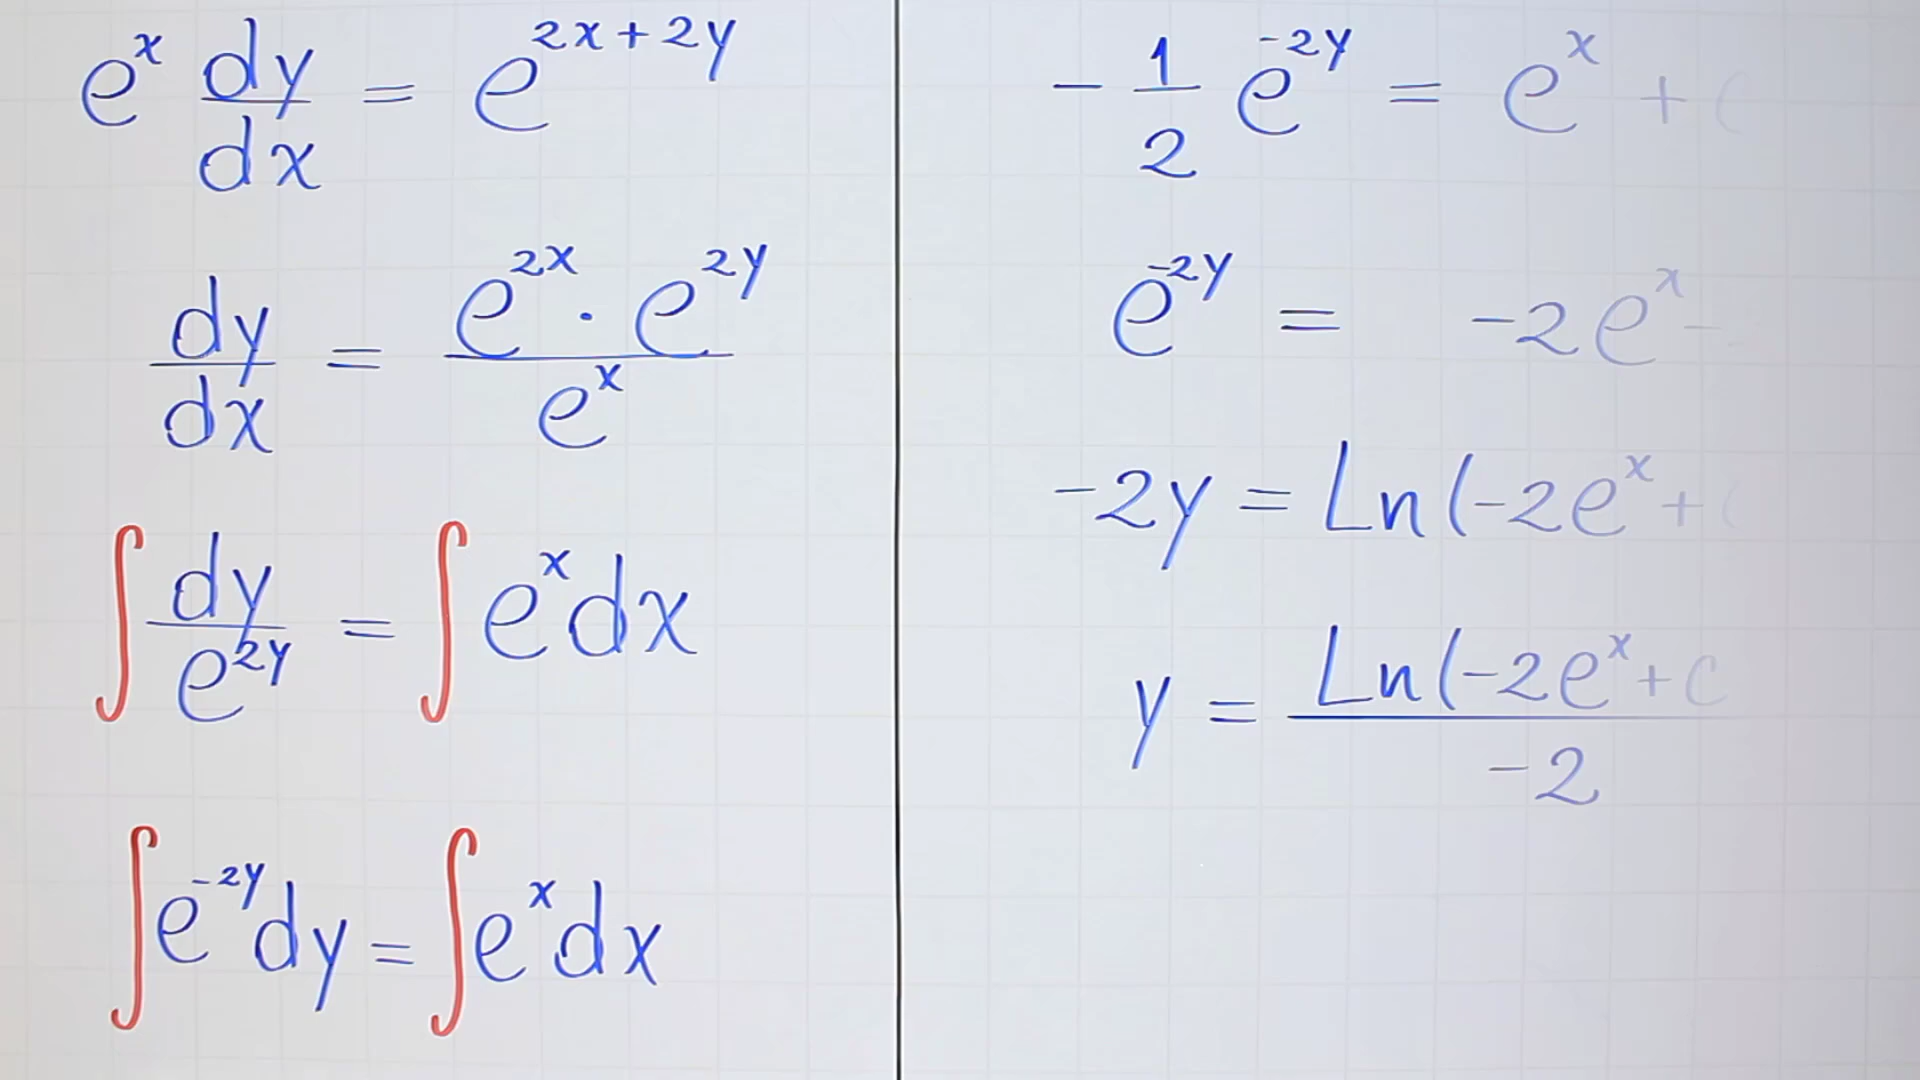 e^x dy/dx = e^(2x+2y)
dy/dx = (e^(2x) · e^(2y))/e^x
∫ dy/e^(2y) = ∫ e^x dx
∫ e^(-2y) dy = ∫ e^x dx
-1/2 e^(-2y) = e^x +
e^(-2y) = -2e^x -
-2y = Ln(-2e^x +
y = Ln(-2e^x + c/-2